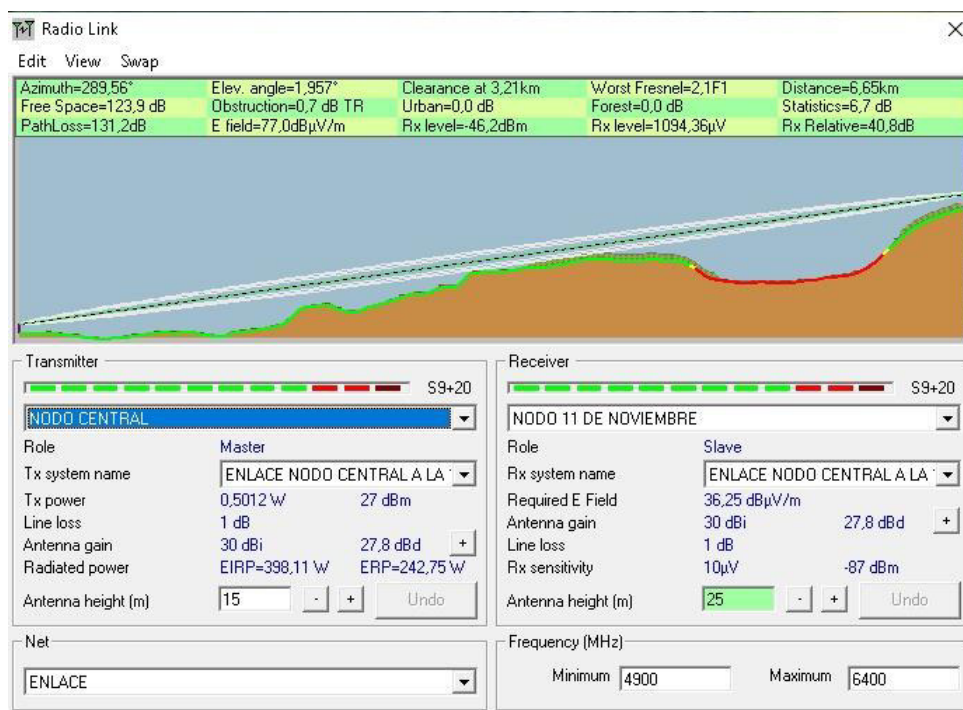 Radio Link
Edit View Swap
Azimuth=289,56° Elev. angle=1,957° Clearance at 3,21km Worst Fresnel=2,1F1 Distance=6,65km
Free Space=123,9 dB Obstruction=0,7 dB TR Urban=0,0 dB Forest=0,0 dB Statistics=6,7 dB
PathLoss=131,2dB E field=77,0dBµV/m Rx level=-46,2dBm Rx level=1094,36µV Rx Relative=40,8dB
Transmitter
S9+20
NODO CENTRAL
Role Master
Tx system name ENLACE NODO CENTRAL A LA
Tx power 0,5012 W 27 dBm
Line loss 1 dB
Antenna gain 30 dBi 27,8 dBd +
Radiated power EIRP=398,11 W ERP=242,75 W
Antenna height (m) 15 - + Undo
Receiver
S9+20
NODO 11 DE NOVIEMBRE
Role Slave
Rx system name ENLACE NODO CENTRAL A LA
Required E Field 36,25 dBµV/m
Antenna gain 30 dBi 27,8 dBd +
Line loss 1 dB
Rx sensitivity 10µV -87 dBm
Antenna height (m) 25 - + Undo
Net
ENLACE
Frequency (MHz)
Minimum 4900 Maximum 6400